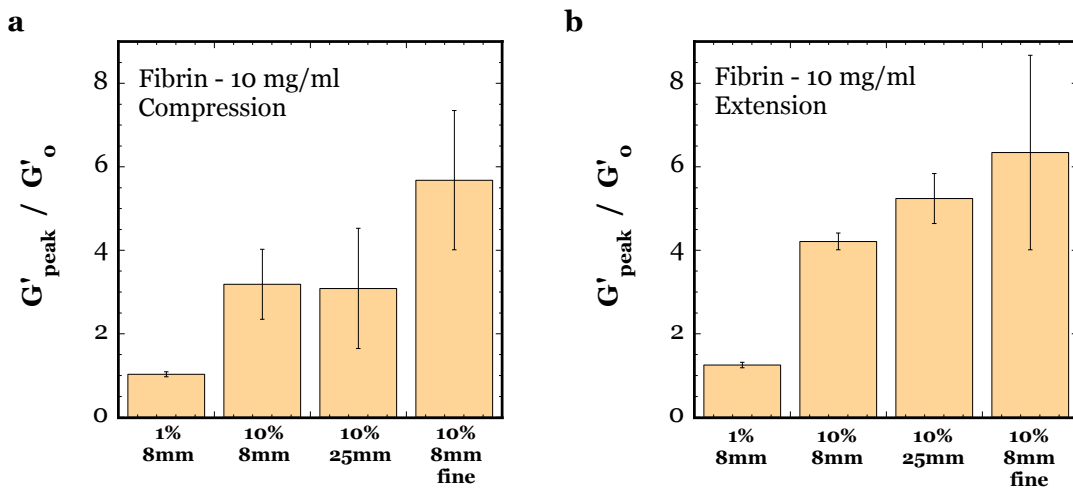 a
Fibrin - 10 mg/ml
Compression
G'peak / G'o
8
6
4
2
0
1%
8mm
10%
8mm
10%
25mm
10%
8mm
fine
b
Fibrin - 10 mg/ml
Extension
G'peak / G'o
8
6
4
2
0
1%
8mm
10%
8mm
10%
25mm
10%
8mm
fine